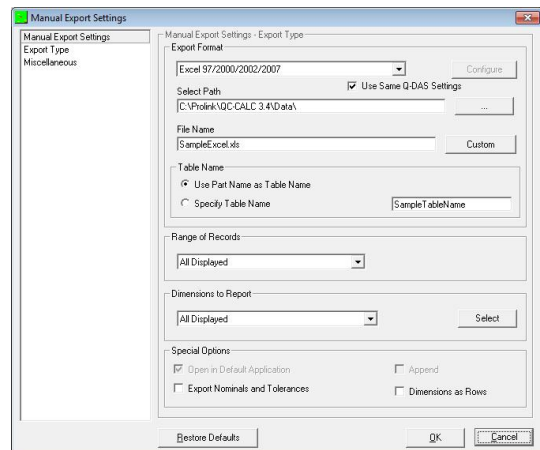 Manual Export Settings
Manual Export Settings
Export Type
Miscellaneous
Manual Export Settings - Export Type
Export Format
Excel 97/2000/2002/2007
Configure
Use Same Q-DAS Settings
Select Path
C:\Prolink\QC-CALC 3.4\Data\
...
File Name
SampleExcel.xls
Custom
Table Name
Use Part Name as Table Name
Specify Table Name
SampleTableName
Range of Records
All Displayed
Dimensions to Report
All Displayed
Select
Special Options
Open in Default Application
Append
Export Nominals and Tolerances
Dimensions as Rows
Restore Defaults
OK
Cancel